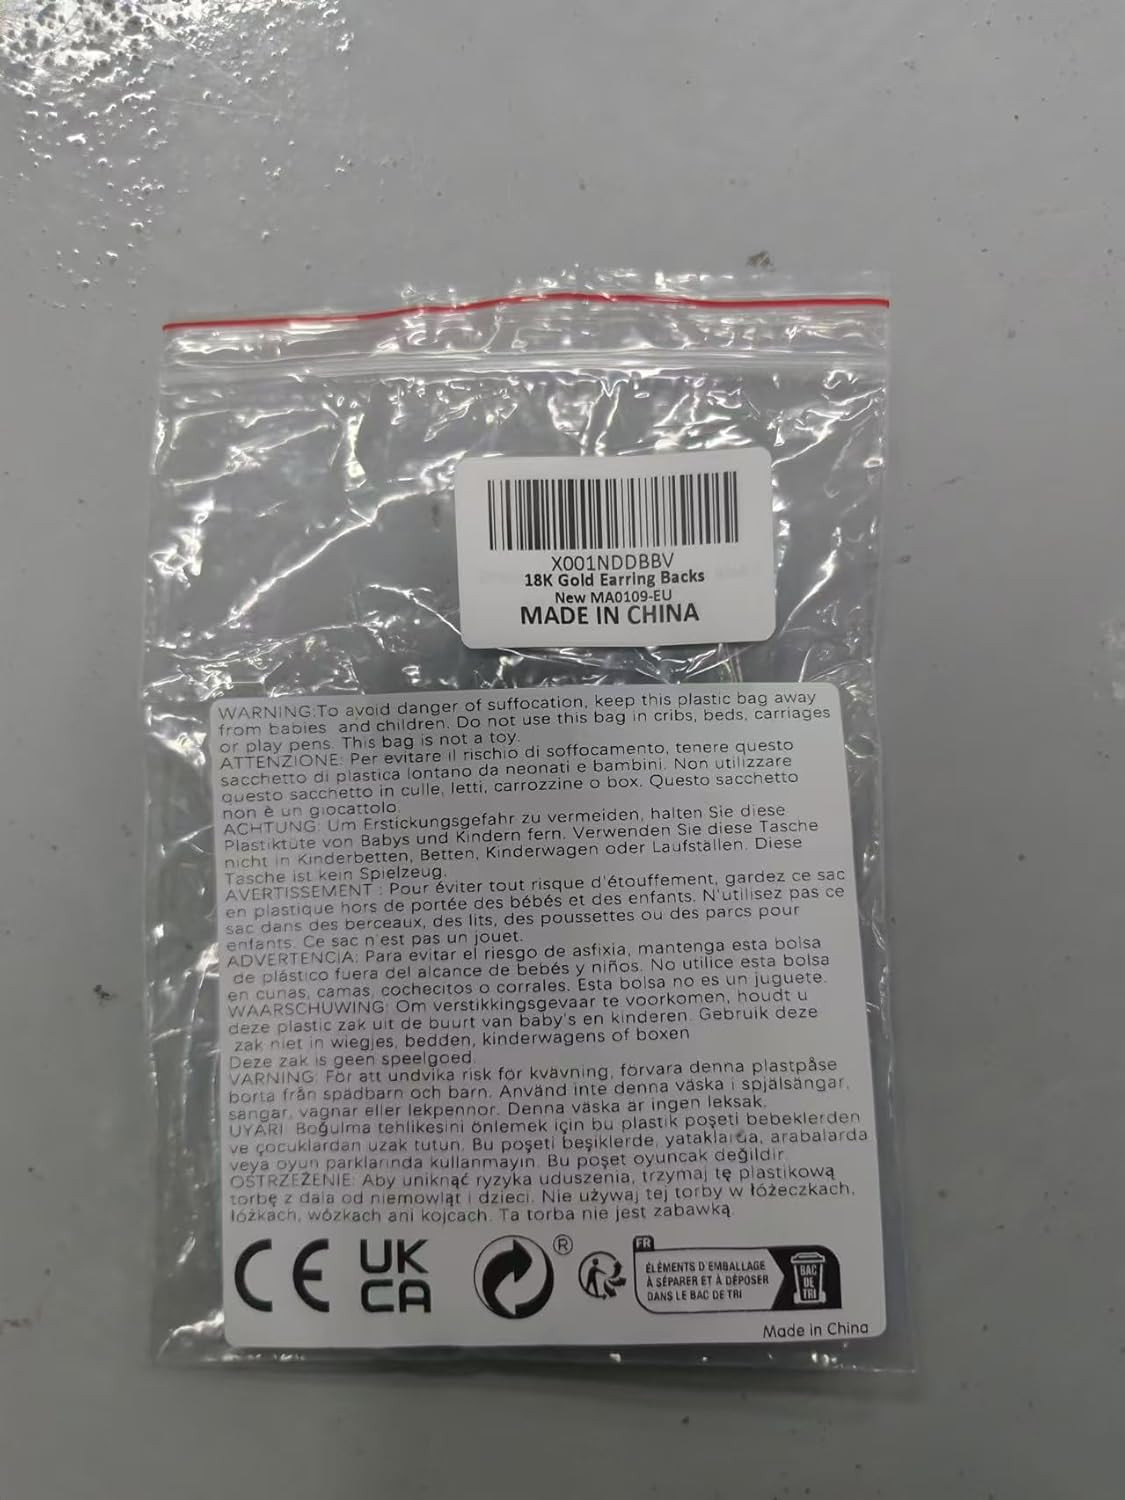 X001NDDBBV
18K Gold Earring Backs
New MA0109-EU
MADE IN CHINA
WARNING:To avoid danger of suffocation, keep this plastic bag away
from babies and children. Do not use this bag in cribs, beds, carriages
or play pens. This bag is not a toy.
ATTENZIONE: Per evitare il rischio di soffocamento, tenere questo
sacchetto di plastica lontano da neonati e bambini. Non utilizzare
questo sacchetto in culle, letti, carrozzine o box. Questo sacchetto
non è un giocattolo.
ACHTUNG: Um Erstickungsgefahr zu vermeiden, halten Sie diese
Plastiktüte von Babys und Kindern fern. Verwenden Sie diese Tasche
nicht in Kinderbetten, Betten, Kinderwagen oder Laufställen. Diese
Tasche ist kein Spielzeug.
AVERTISSEMENT : Pour éviter tout risque d'étouffement, gardez ce sac
en plastique hors de portée des bébés et des enfants. N'utilisez pas ce
sac dans des berceaux, des lits, des poussettes ou des parcs pour
enfants. Ce sac n'est pas un jouet.
ADVERTENCIA: Para evitar el riesgo de asfixia, mantenga esta bolsa
de plástico fuera del alcance de bebés y niños. No utilice esta bolsa
en cunas, camas, cochecitos o corrales. Esta bolsa no es un juguete.
WAARSCHUWING: Om verstikkingsgevaar te voorkomen, houdt u
deze plastic zak uit de buurt van baby's en kinderen. Gebruik deze
zak niet in wiegjes, bedden, kinderwagens of boxen
Deze zak is geen speelgoed.
VARNING: För att undvika risk för kvävning, förvara denna plastpåse
borta från spädbarn och barn. Använd inte denna väska i spjälsängar,
sängar, vagnar eller lekpennor. Denna väska är ingen leksak.
UYARI: Boğulma tehlikesini önlemek için bu plastik poşeti bebeklerden
ve çocuklardan uzak tutun. Bu poşeti beşiklerde, yataklarda, arabalarda
veya oyun parklarında kullanmayın. Bu poşet oyuncak değildir.
OSTRZEŻENIE: Aby uniknąć ryzyka uduszenia, trzymaj tę plastikową
torbę z dala od niemowląt i dzieci. Nie używaj tej torby w łóżeczkach,
łóżkach, wózkach ani kojcach. Ta torba nie jest zabawką.
CE UK
CA
®
FR
ÉLÉMENTS D'EMBALLAGE
À SÉPARER ET À DÉPOSER
DANS LE BAC DE TRI
BAC
DE
TRI
Made in China